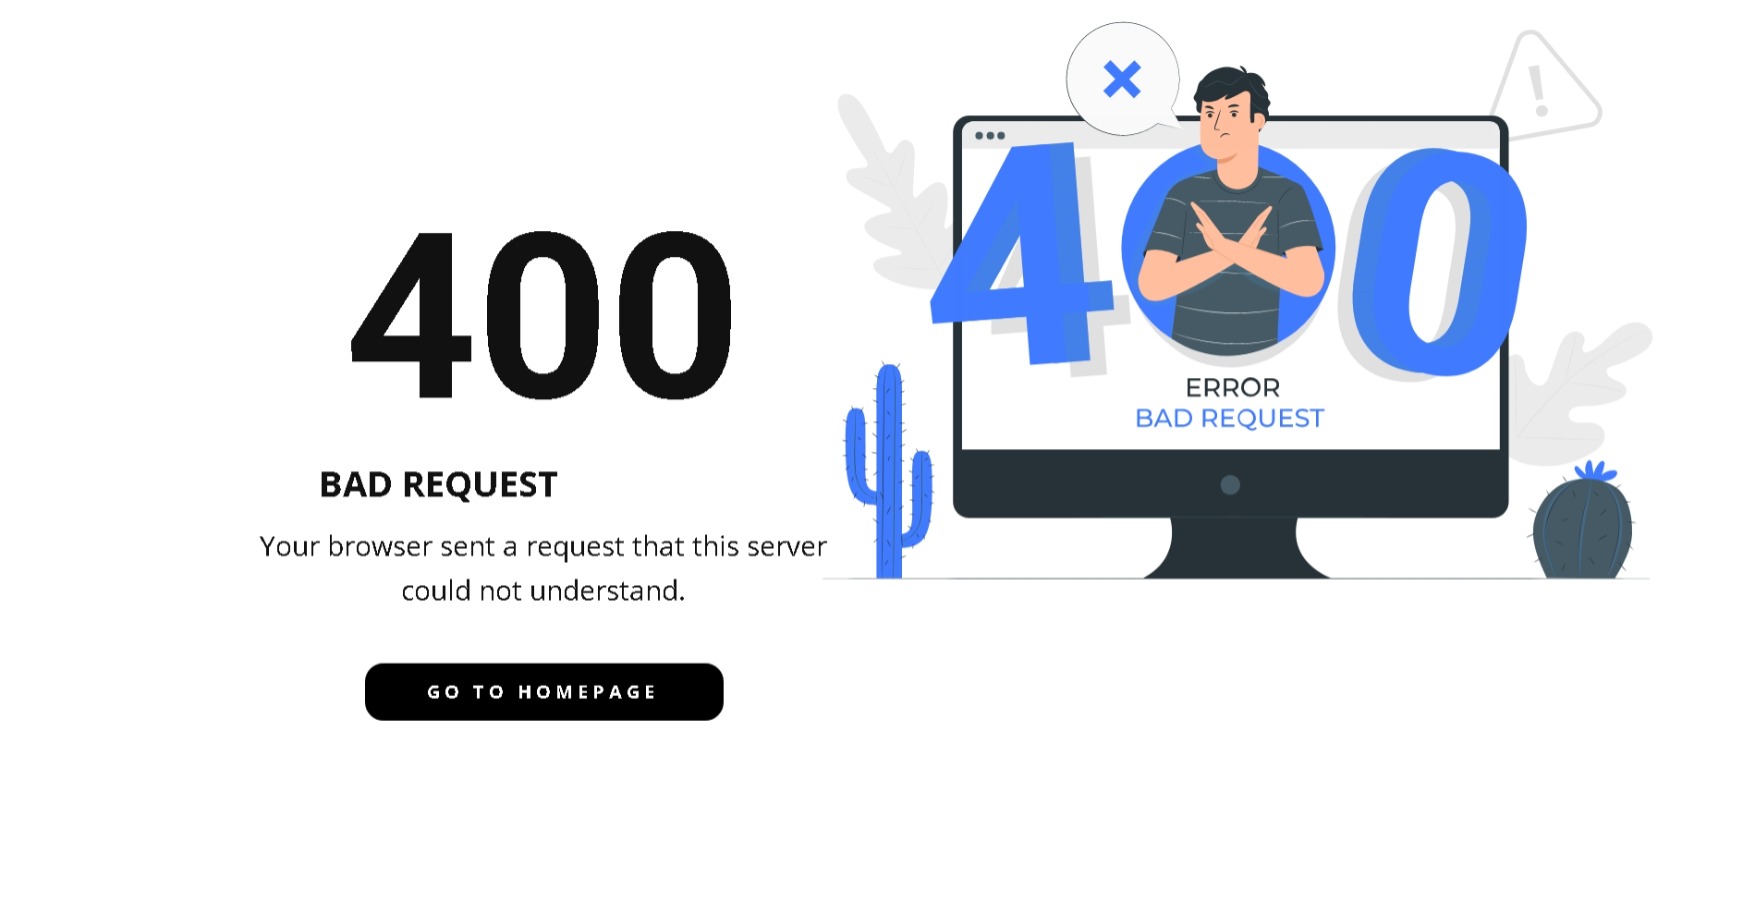 400
BAD REQUEST
Your browser sent a request that this server
could not understand.
GO TO HOMEPAGE
400
ERROR
BAD REQUEST